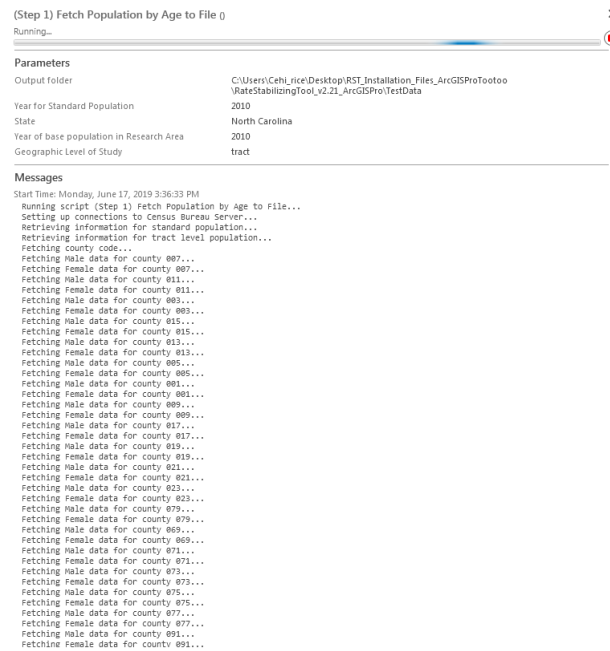 (Step 1) Fetch Population by Age to File ()
Running...
Parameters
Output folder C:\Users\Cehi_rice\Desktop\RST_Installation_Files_ArcGISProTootoo
\RateStabilizingTool_v2.21_ArcGISPro\TestData
Year for Standard Population 2010
State North Carolina
Year of base population in Research Area 2010
Geographic Level of Study tract
Messages
Start Time: Monday, June 17, 2019 3:36:33 PM
Running script (Step 1) Fetch Population by Age to File...
Setting up connections to Census Bureau Server...
Retrieving information for standard population...
Retrieving information for tract level population...
Fetching county code...
Fetching Male data for county 007...
Fetching Female data for county 007...
Fetching Male data for county 011...
Fetching Female data for county 011...
Fetching Male data for county 003...
Fetching Female data for county 003...
Fetching Male data for county 015...
Fetching Female data for county 015...
Fetching Male data for county 013...
Fetching Female data for county 013...
Fetching Male data for county 005...
Fetching Female data for county 005...
Fetching Male data for county 001...
Fetching Female data for county 001...
Fetching Male data for county 009...
Fetching Female data for county 009...
Fetching Male data for county 017...
Fetching Female data for county 017...
Fetching Male data for county 019...
Fetching Female data for county 019...
Fetching Male data for county 021...
Fetching Female data for county 021...
Fetching Male data for county 023...
Fetching Female data for county 023...
Fetching Male data for county 079...
Fetching Female data for county 079...
Fetching Male data for county 069...
Fetching Female data for county 069...
Fetching Male data for county 071...
Fetching Female data for county 071...
Fetching Male data for county 073...
Fetching Female data for county 073...
Fetching Male data for county 075...
Fetching Female data for county 075...
Fetching Male data for county 077...
Fetching Female data for county 077...
Fetching Male data for county 091...
Fetching Female data for county 091...